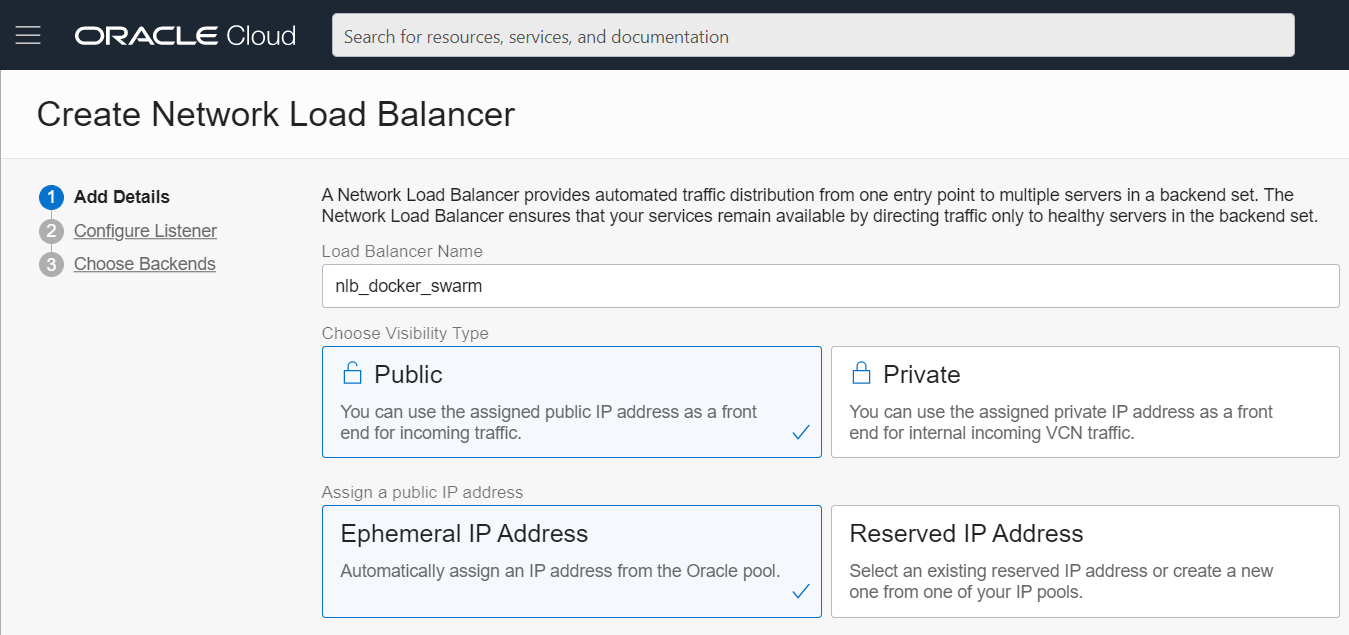 ORACLE Cloud
Search for resources, services, and documentation
Create Network Load Balancer
1 Add Details
2 Configure Listener
3 Choose Backends
A Network Load Balancer provides automated traffic distribution from one entry point to multiple servers in a backend set. The
Network Load Balancer ensures that your services remain available by directing traffic only to healthy servers in the backend set.
Load Balancer Name
nlb_docker_swarm
Choose Visibility Type
Public
You can use the assigned public IP address as a front
end for incoming traffic.
Private
You can use the assigned private IP address as a front
end for internal incoming VCN traffic.
Assign a public IP address
Ephemeral IP Address
Automatically assign an IP address from the Oracle pool.
Reserved IP Address
Select an existing reserved IP address or create a new
one from one of your IP pools.